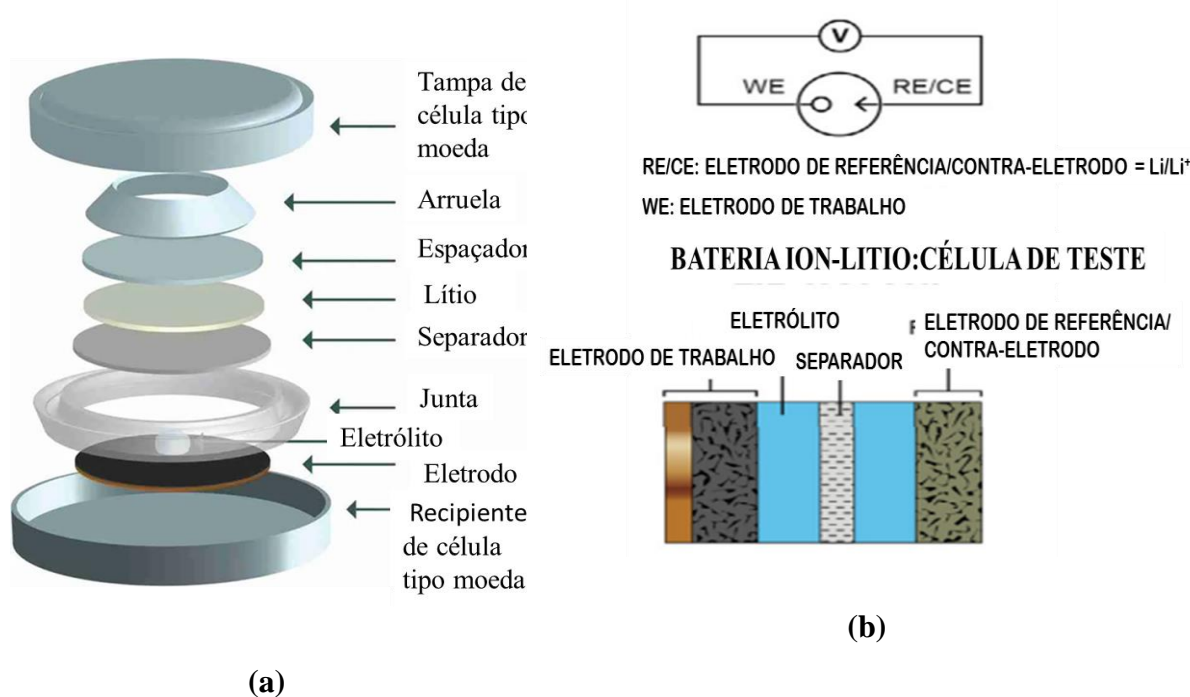 Tampa de
célula tipo
moeda
Arruela
Espaçador
Lítio
Separador
Junta
Eletrólito
Eletrodo
Recipiente
de célula
tipo moeda
(a)
V
WE
RE/CE
RE/CE: ELETRODO DE REFERÊNCIA/CONTRA-ELETRODO = Li/Li⁺
WE: ELETRODO DE TRABALHO
BATERIA ION-LITIO:CÉLULA DE TESTE
ELETRÓLITO
ELETRODO DE REFERÊNCIA/
CONTRA-ELETRODO
ELETRODO DE TRABALHO
SEPARADOR
(b)